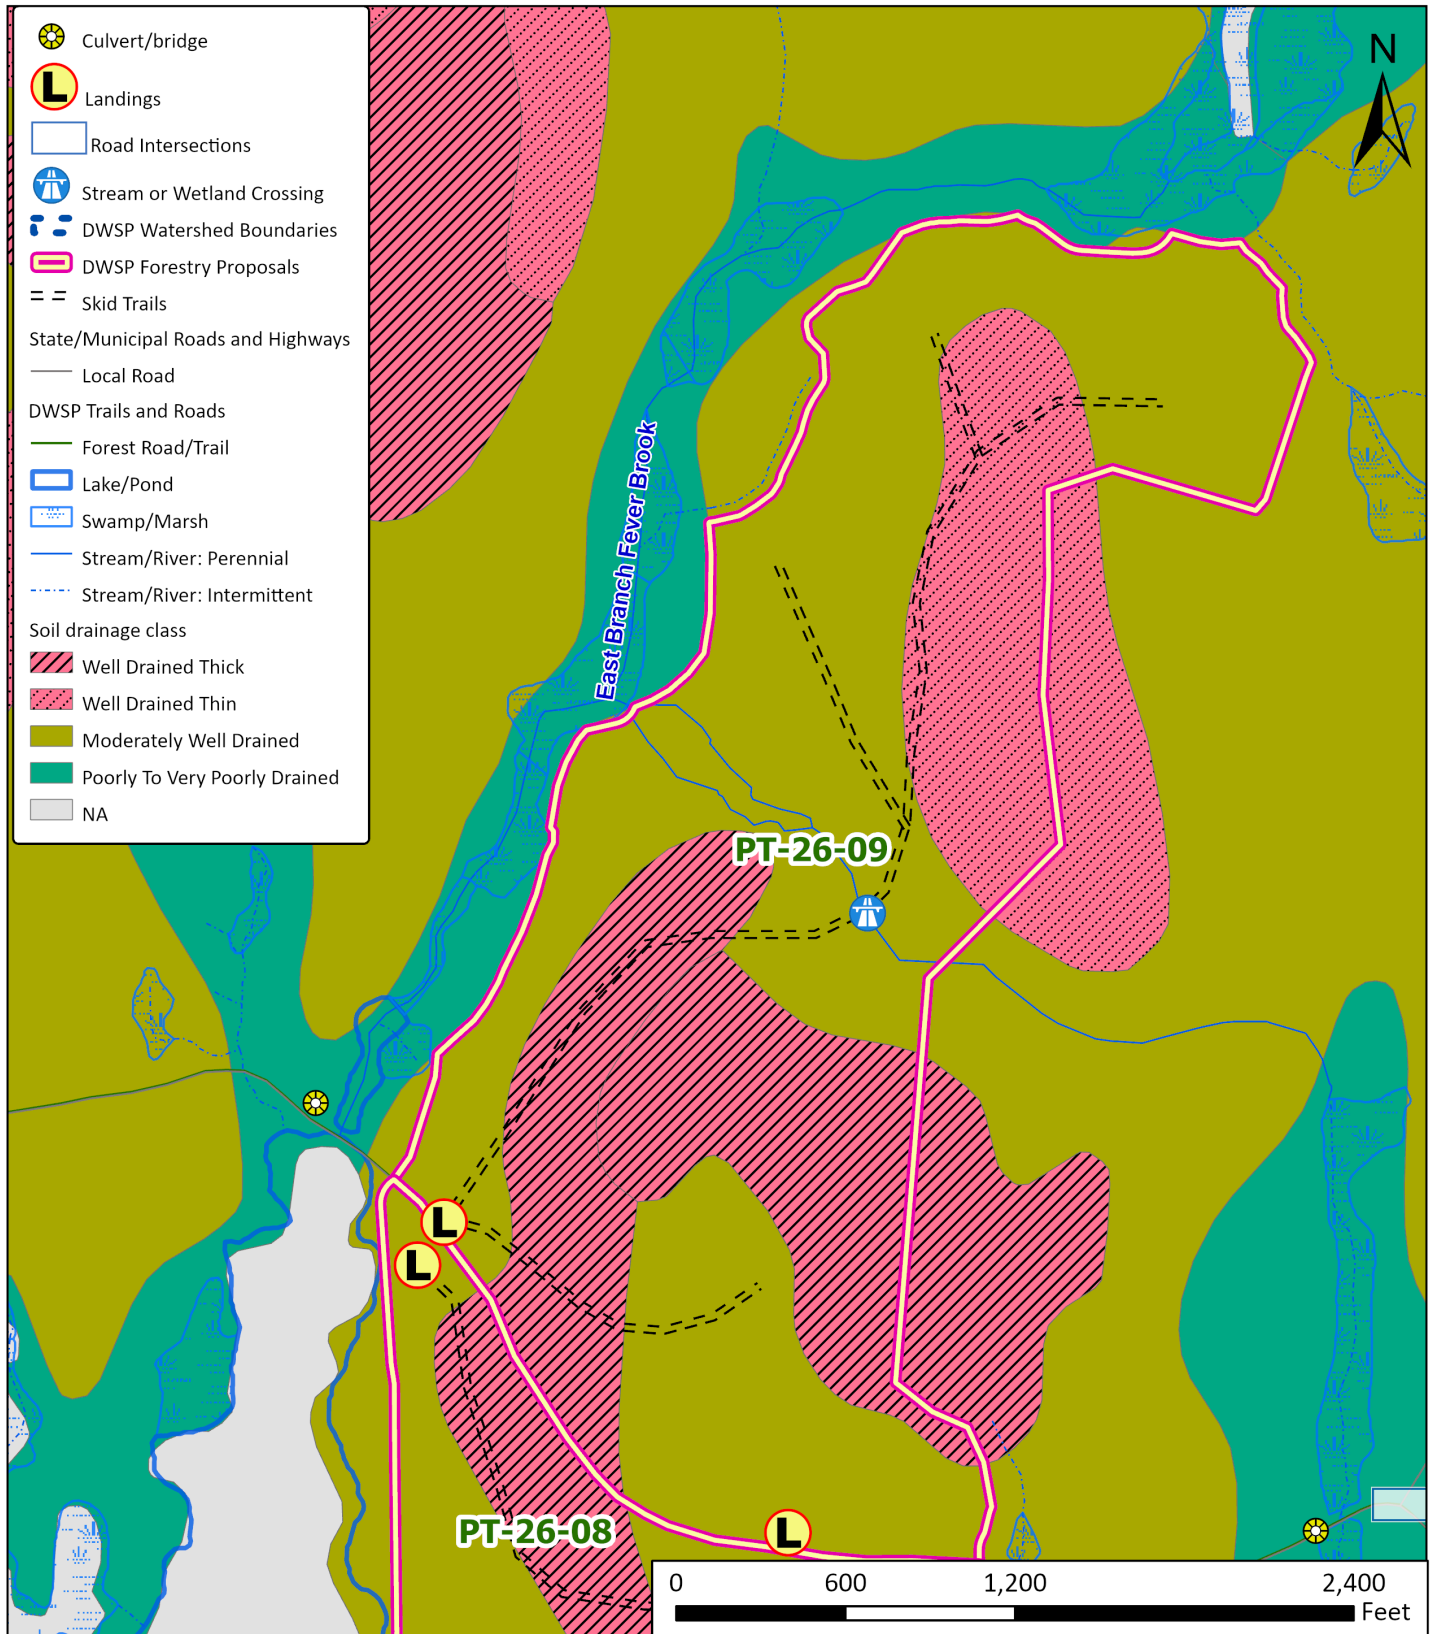 Culvert/bridge
L
Landings
Road Intersections
Stream or Wetland Crossing
DWSP Watershed Boundaries
DWSP Forestry Proposals
Skid Trails
State/Municipal Roads and Highways
Local Road
DWSP Trails and Roads
Forest Road/Trail
Lake/Pond
Swamp/Marsh
Stream/River: Perennial
Stream/River: Intermittent
Soil drainage class
Well Drained Thick
Well Drained Thin
Moderately Well Drained
Poorly To Very Poorly Drained
NA
N
East Branch Fever Brook
PT-26-09
L
L
PT-26-08
L
0 600 1,200 2,400
Feet